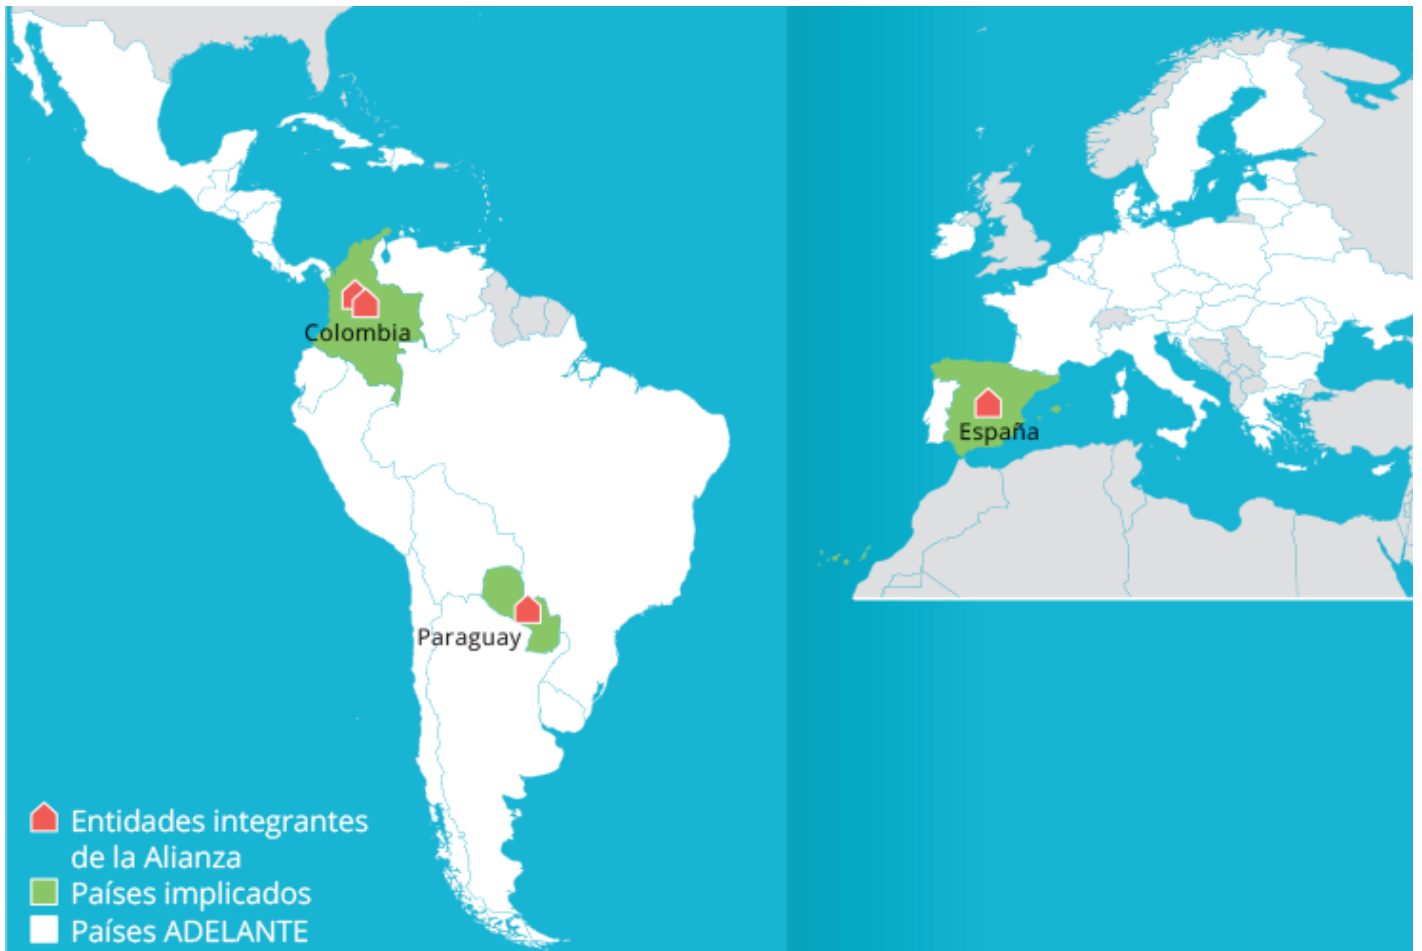 Colombia
España
Paraguay
Entidades integrantes
de la Alianza
Países implicados
Países ADELANTE